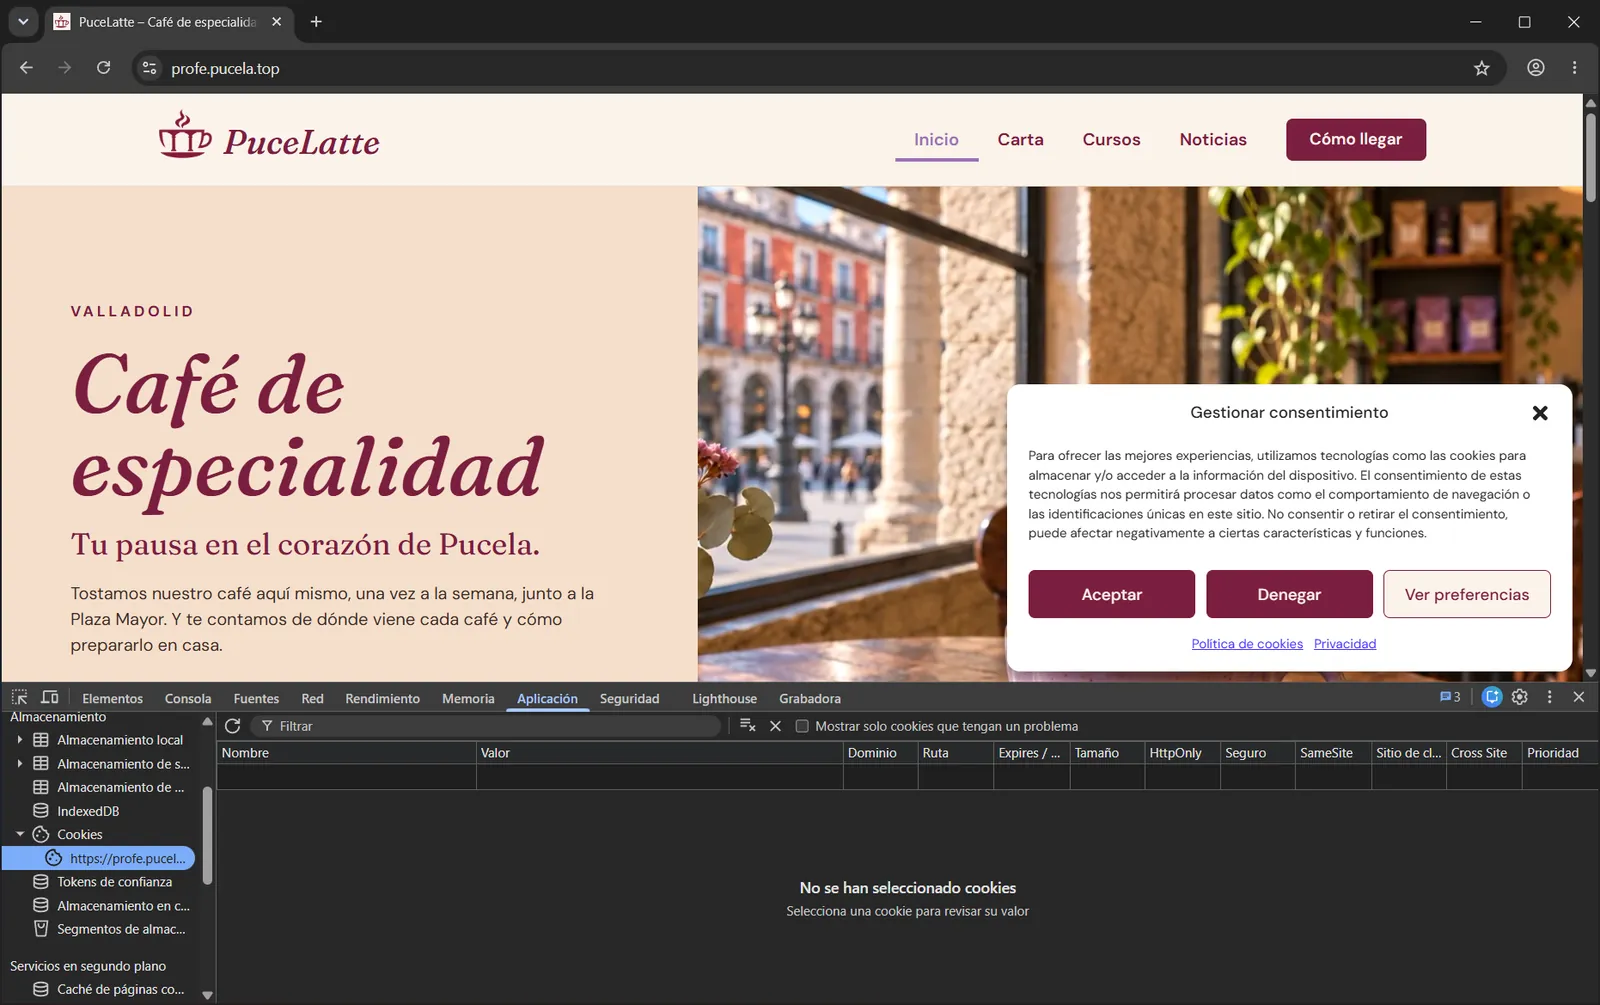 PuceLatte – Café de especialida
profe.pucela.top
PuceLatte
Inicio
Carta
Cursos
Noticias
Cómo llegar
VALLADOLID
Café de
especialidad
Tu pausa en el corazón de Pucela.
Tostamos nuestro café aquí mismo, una vez a la semana, junto a la
Plaza Mayor. Y te contamos de dónde viene cada café y cómo
prepararlo en casa.
Gestionar consentimiento
Para ofrecer las mejores experiencias, utilizamos tecnologías como las cookies para
almacenar y/o acceder a la información del dispositivo. El consentimiento de estas
tecnologías nos permitirá procesar datos como el comportamiento de navegación o
las identificaciones únicas en este sitio. No consentir o retirar el consentimiento,
puede afectar negativamente a ciertas características y funciones.
Aceptar
Denegar
Ver preferencias
Política de cookies
Privacidad
Elementos
Consola
Fuentes
Red
Rendimiento
Memoria
Aplicación
Seguridad
Lighthouse
Grabadora
3
Almacenamiento
Almacenamiento local
Almacenamiento de s...
Almacenamiento de ...
IndexedDB
Cookies
https://profe.pucel...
Tokens de confianza
Almacenamiento en c...
Segmentos de almac...
Servicios en segundo plano
Caché de páginas co...
Filtrar
Mostrar solo cookies que tengan un problema
Nombre
Valor
Dominio
Ruta
Expires / ...
Tamaño
HttpOnly
Seguro
SameSite
Sitio de cl...
Cross Site
Prioridad
No se han seleccionado cookies
Selecciona una cookie para revisar su valor